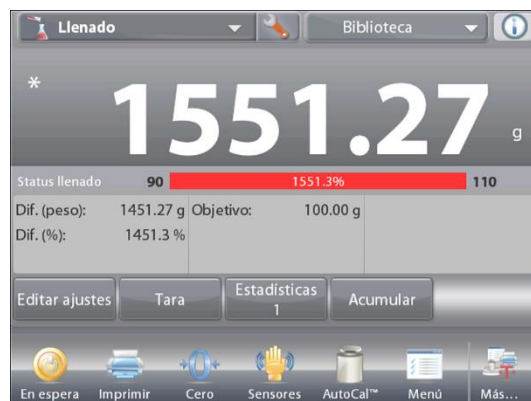 Llenado Biblioteca
* 1551.27 g
Status llenado 90 1551.3% 110
Dif. (peso): 1451.27 g Objetivo: 100.00 g
Dif. (%): 1451.3 %
Editar ajustes Tara Estadísticas 1 Acumular
En espera Imprimir Cero Sensores AutoCal™ Menú Más...